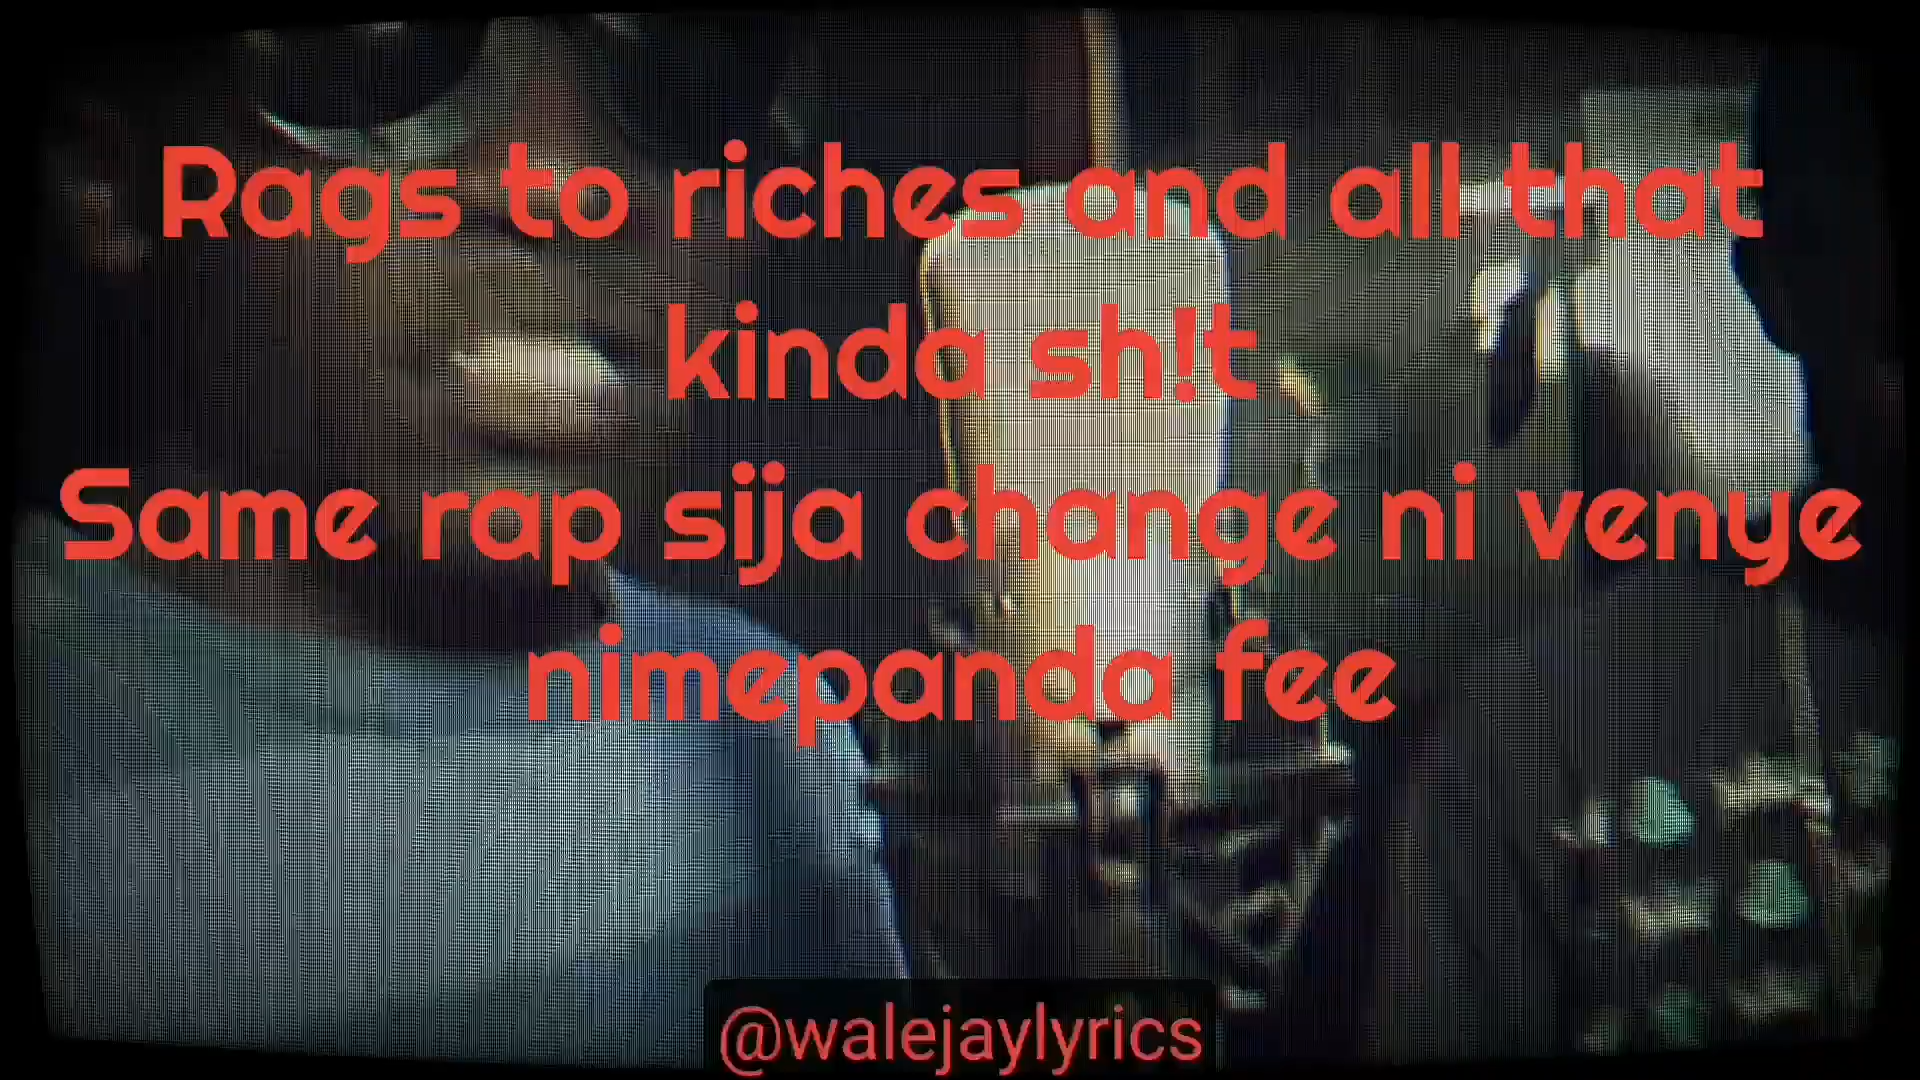 Rags to riches and all that
kinda sh!t
Same rap sija change ni venye
nimepanda fee
@walejaylyrics